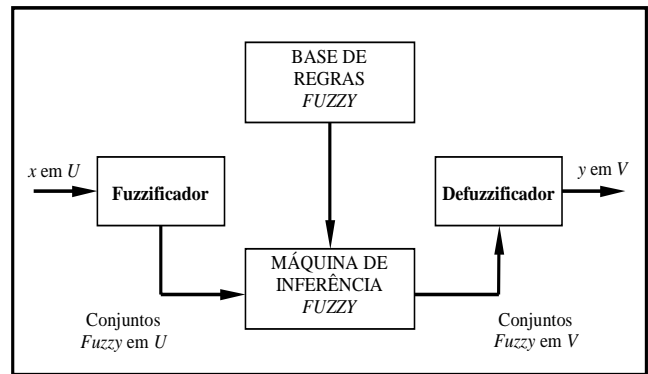 BASE DE
REGRAS
FUZZY
x em U
Fuzzificador
Defuzzificador
y em V
MÁQUINA DE
INFERÊNCIA
FUZZY
Conjuntos
Fuzzy em U
Conjuntos
Fuzzy em V